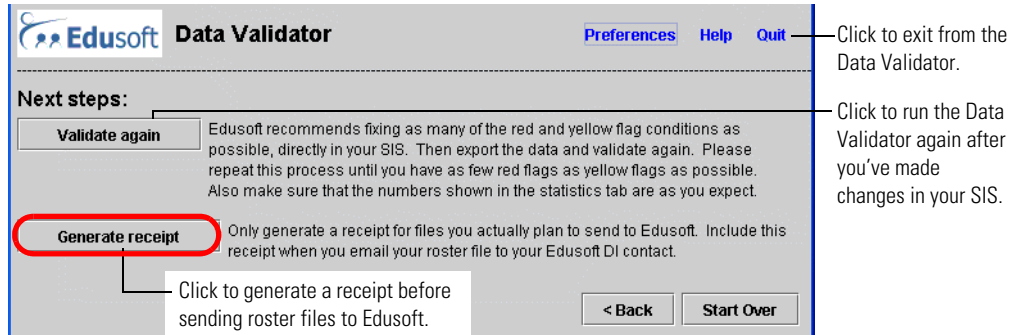 Edusoft Data Validator
Preferences Help Quit
Click to exit from the
Data Validator.
Next steps:
Validate again
Edusoft recommends fixing as many of the red and yellow flag conditions as
possible, directly in your SIS. Then export the data and validate again. Please
repeat this process until you have as few red flags as yellow flags as possible.
Also make sure that the numbers shown in the statistics tab are as you expect.
Click to run the Data
Validator again after
you've made
changes in your SIS.
Generate receipt
Only generate a receipt for files you actually plan to send to Edusoft. Include this
receipt when you email your roster file to your Edusoft DI contact.
Click to generate a receipt before
sending roster files to Edusoft.
< Back
Start Over